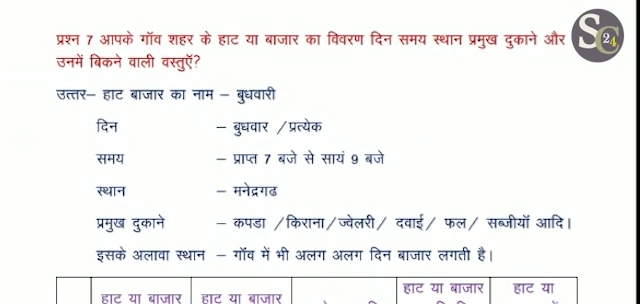 प्रश्न 7 आपके गॉव शहर के हाट या बाजार का विवरण दिन समय स्थान प्रमुख दुकाने और
उनमें बिकने वाली वस्तुऍ?
उत्तर– हाट बाजार का नाम – बुधवारी
दिन – बुधवार /प्रत्येक
समय – प्राप्त 7 बजे से सायं 9 बजे
स्थान – मनेद्रगढ
प्रमुख दुकाने – कपडा /किराना/ज्वेलरी/ दवाई/ फल/ सब्जीयॉ आदि।
इसके अलावा स्थान – गॉव में भी अलग अलग दिन बाजार लगती है।
हाट या बाजार हाट या बाजार हाट या बाजार हाट या
SC24